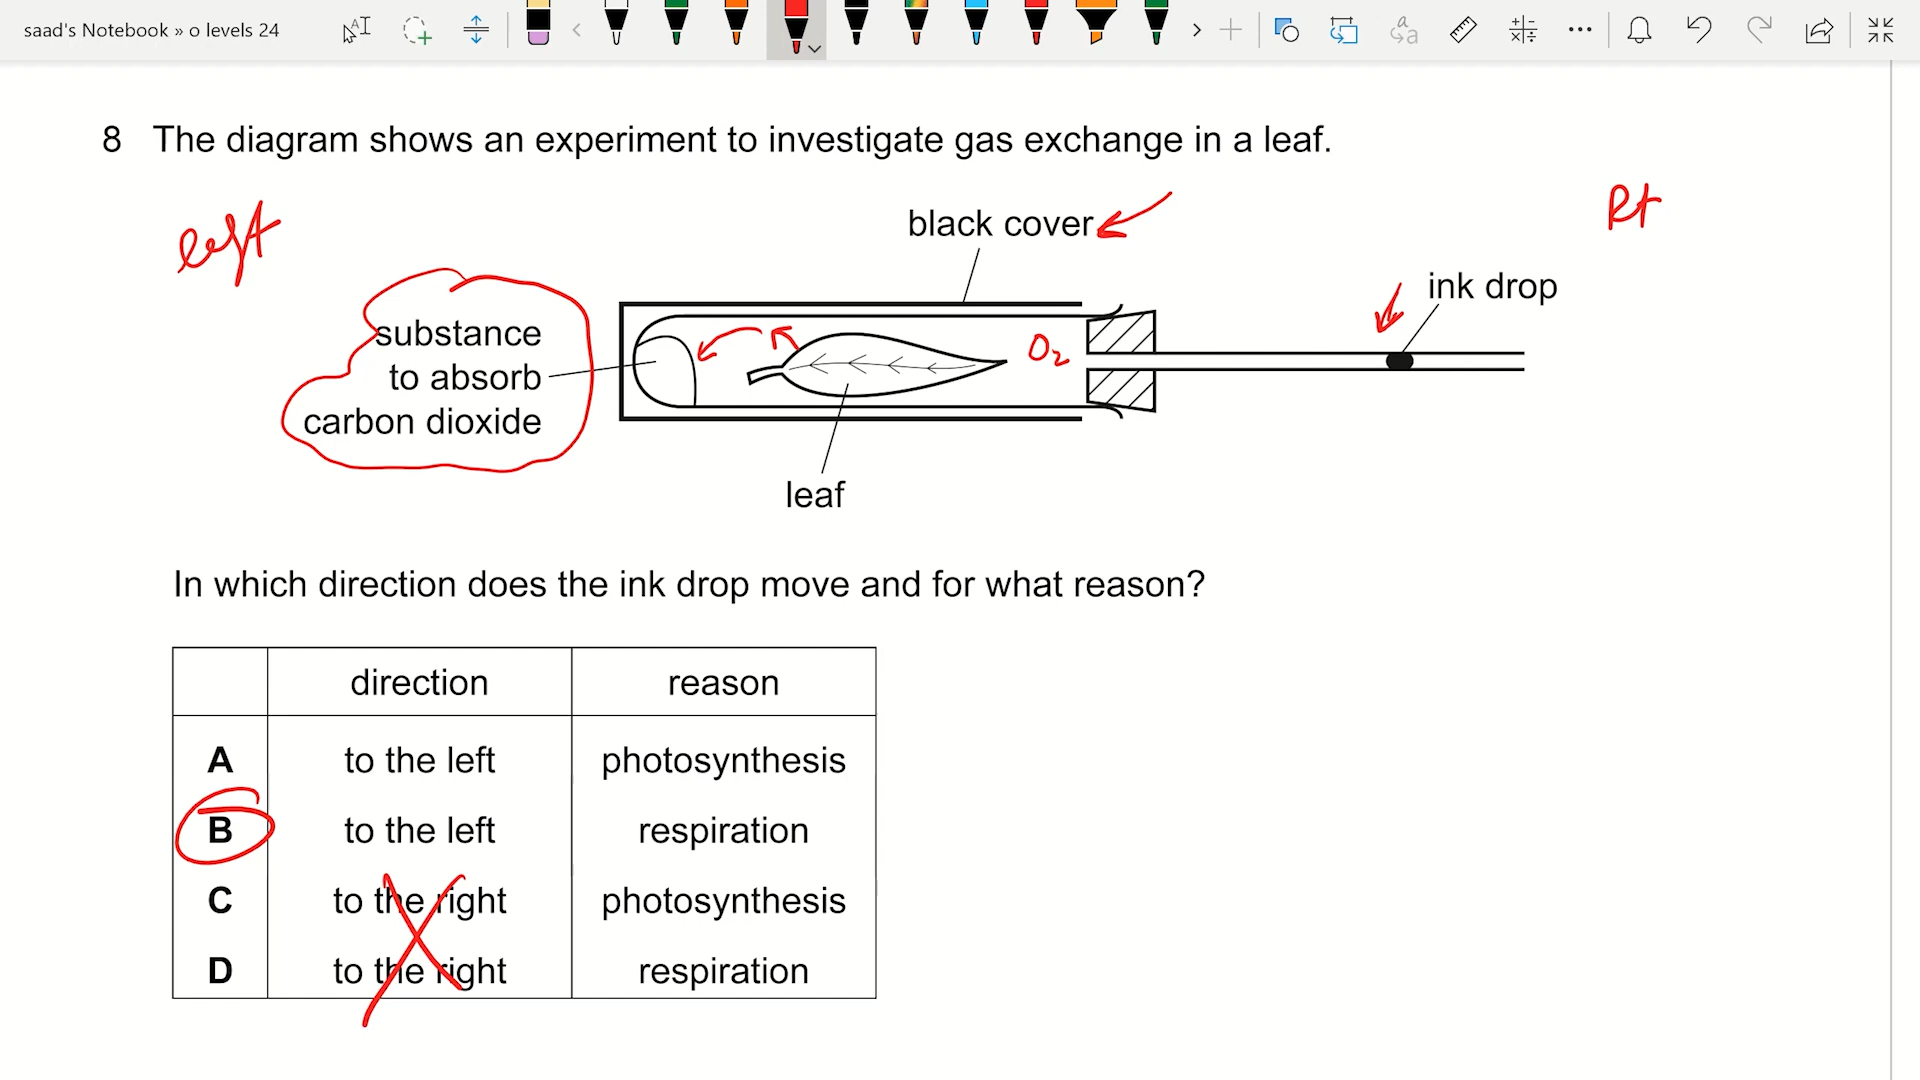 saad's Notebook » o levels 24
8 The diagram shows an experiment to investigate gas exchange in a leaf.
left
black cover
Rt
ink drop
substance
to absorb
carbon dioxide
O2
leaf
In which direction does the ink drop move and for what reason?
direction reason
A to the left photosynthesis
B to the left respiration
C to the right photosynthesis
D to the right respiration